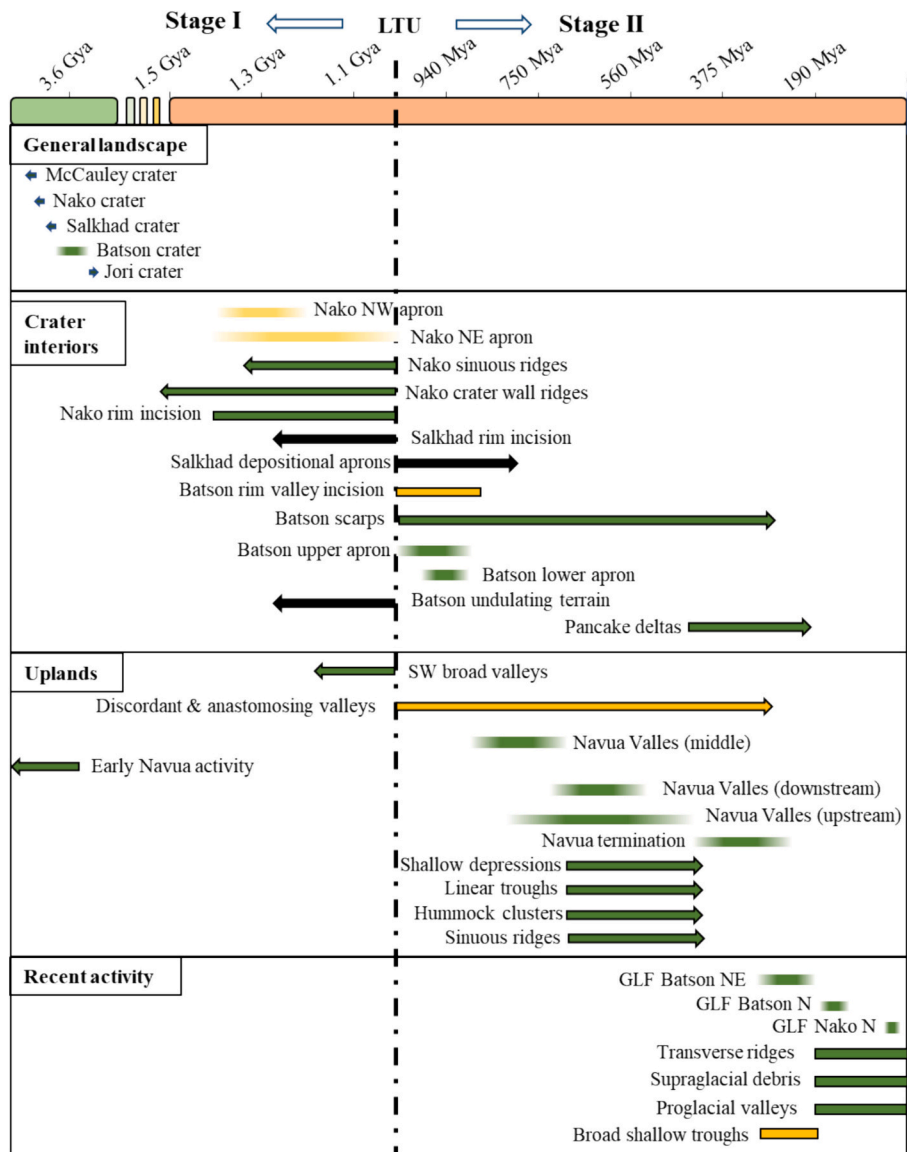 Stage I LTU Stage II
3.6 Gya 1.5 Gya 1.3 Gya 1.1 Gya 940 Mya 750 Mya 560 Mya 375 Mya 190 Mya
General landscape
McCauley crater
Nako crater
Salkhad crater
Batson crater
Jori crater
Crater
interiors
Nako NW apron
Nako NE apron
Nako sinuous ridges
Nako crater wall ridges
Nako rim incision
Salkhad rim incision
Salkhad depositional aprons
Batson rim valley incision
Batson scarps
Batson upper apron
Batson lower apron
Batson undulating terrain
Pancake deltas
Uplands
SW broad valleys
Discordant & anastomosing valleys
Navua Valles (middle)
Early Navua activity
Navua Valles (downstream)
Navua Valles (upstream)
Navua termination
Shallow depressions
Linear troughs
Hummock clusters
Sinuous ridges
Recent activity
GLF Batson NE
GLF Batson N
GLF Nako N
Transverse ridges
Supraglacial debris
Proglacial valleys
Broad shallow troughs